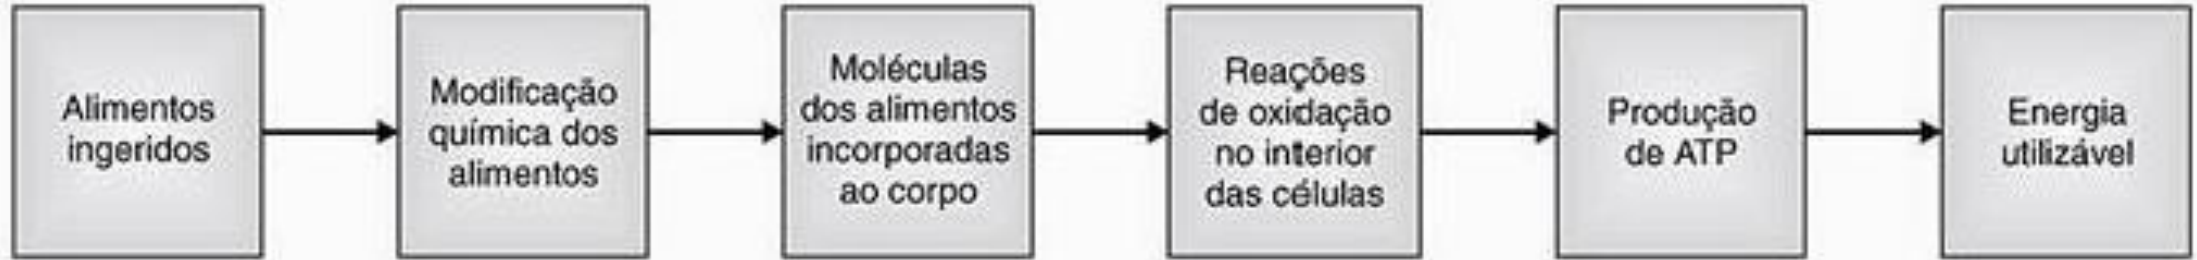 Alimentos
ingeridos
Modificação
química dos
alimentos
Moléculas
dos alimentos
incorporadas
ao corpo
Reações
de oxidação
no interior
das células
Produção
de ATP
Energia
utilizável